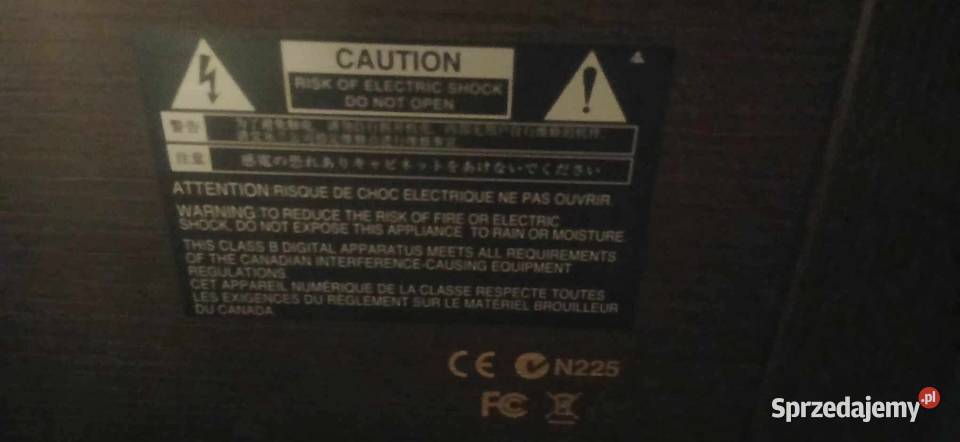 CAUTION
RISK OF ELECTRIC SHOCK
DO NOT OPEN
警告
注意
感電の恐れありキャビネットをあけないでください
ATTENTION RISQUE DE CHOC ELECTRIQUE NE PAS OUVRIR
WARNING TO REDUCE THE RISK OF FIRE OR ELECTRIC
SHOCK, DO NOT EXPOSE THIS APPLIANCE TO RAIN OR MOISTURE
THIS CLASS B DIGITAL APPARATUS MEETS ALL REQUIREMENTS
OF THE CANADIAN INTERFERENCE-CAUSING EQUIPMENT
REGULATIONS
CET APPAREIL NUMÉRIQUE DE LA CLASSE RESPECTE TOUTES
LES EXIGENCES DU RÉGLEMENT SUR LE MATÉRIEL BROUILLEUR
DU CANADA
CE N225
FC
Sprzedajemy.pl